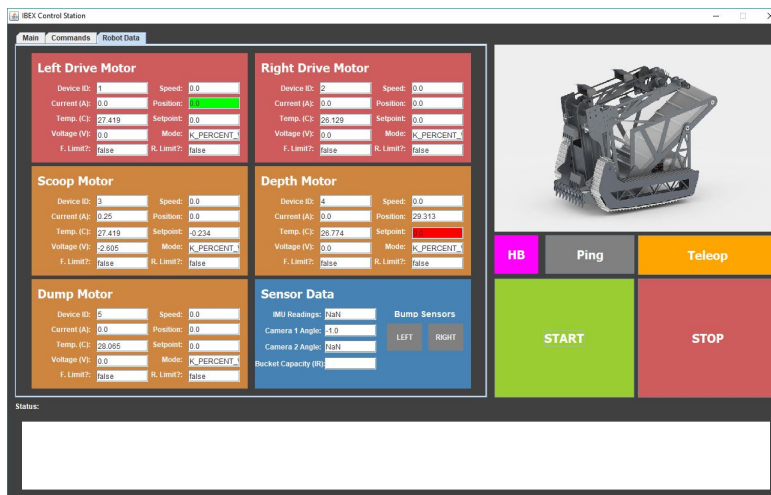 IBEX Control Station
Main Commands Robot Data
Left Drive Motor
Device ID: 1 Speed: 0.0
Current (A): 0.0 Position: 0.0
Temp. (C): 27.419 Setpoint: 0.0
Voltage (V): 0.0 Mode: K_PERCENT_V
F. Limit?: false R. Limit?: false
Right Drive Motor
Device ID: 2 Speed: 0.0
Current (A): 0.0 Position: 0.0
Temp. (C): 26.129 Setpoint: 0.0
Voltage (V): 0.0 Mode: K_PERCENT_V
F. Limit?: false R. Limit?: false
Scoop Motor
Device ID: 3 Speed: 0.0
Current (A): 0.25 Position: 0.0
Temp. (C): 27.419 Setpoint: -0.234
Voltage (V): -2.605 Mode: K_PERCENT_V
F. Limit?: false R. Limit?: false
Depth Motor
Device ID: 4 Speed: 0.0
Current (A): 0.0 Position: 29.313
Temp. (C): 26.774 Setpoint:
Voltage (V): 0.0 Mode: K_PERCENT_V
F. Limit?: false R. Limit?: false
Dump Motor
Device ID: 5 Speed: 0.0
Current (A): 0.0 Position: 0.0
Temp. (C): 28.065 Setpoint: 0.0
Voltage (V): 0.0 Mode: K_PERCENT_V
F. Limit?: false R. Limit?: false
Sensor Data
IMU Readings: NaN
Camera 1 Angle: -1.0
Camera 2 Angle: NaN
Bucket Capacity (IR):
Bump Sensors
LEFT RIGHT
HB Ping Teleop
START STOP
Status: